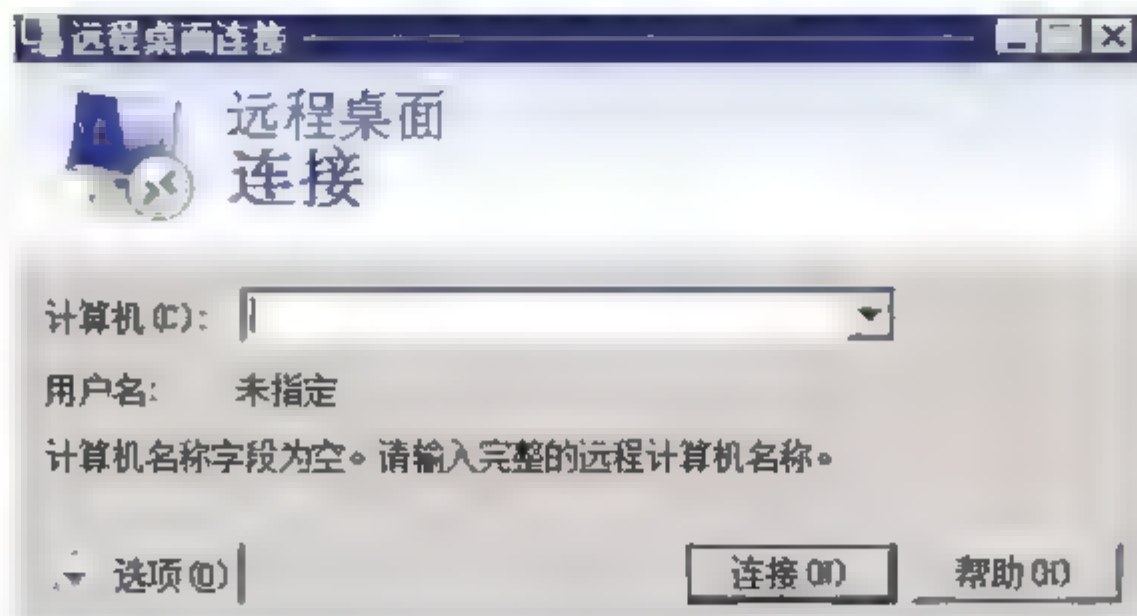 远程桌面连接
远程桌面
连接
计算机(C):
用户名: 未指定
计算机名称字段为空。请输入完整的远程计算机名称。
选项(O) 连接(N) 帮助(H)